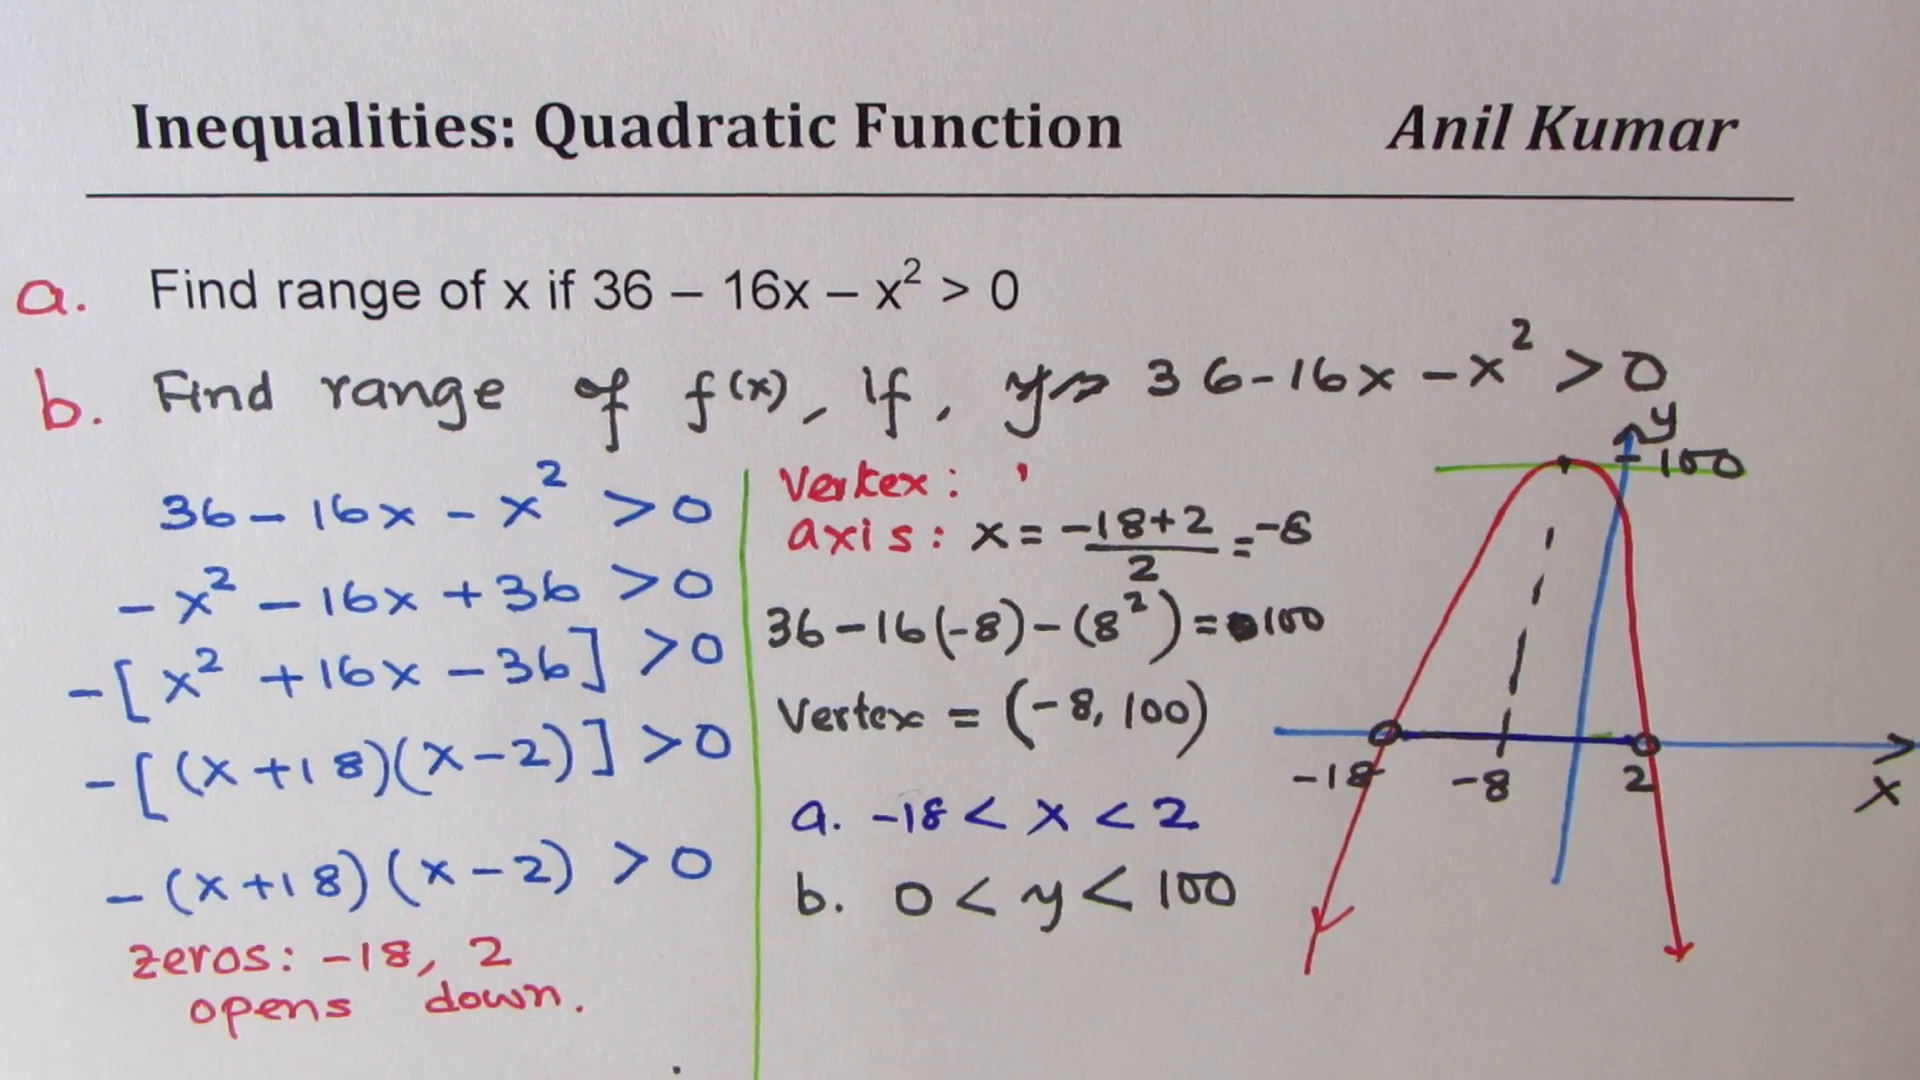 Inequalities: Quadratic Function Anil Kumar
a. Find range of x if 36 – 16x – x² > 0
b. Find range of f(x), if, y = 36-16x-x² > 0
36 - 16x - x² > 0
-x² - 16x + 36 > 0
-[x² + 16x - 36] > 0
-[(x+18)(x-2)] > 0
-(x+18)(x-2) > 0
zeros: -18, 2
opens down.
Vertex:
axis: x = (-18+2)/2 = -8
36-16(-8)-(8²) = 100
Vertex = (-8, 100)
a. -18 < x < 2
b. 0 < y < 100
y
100
-18 -8 2
x